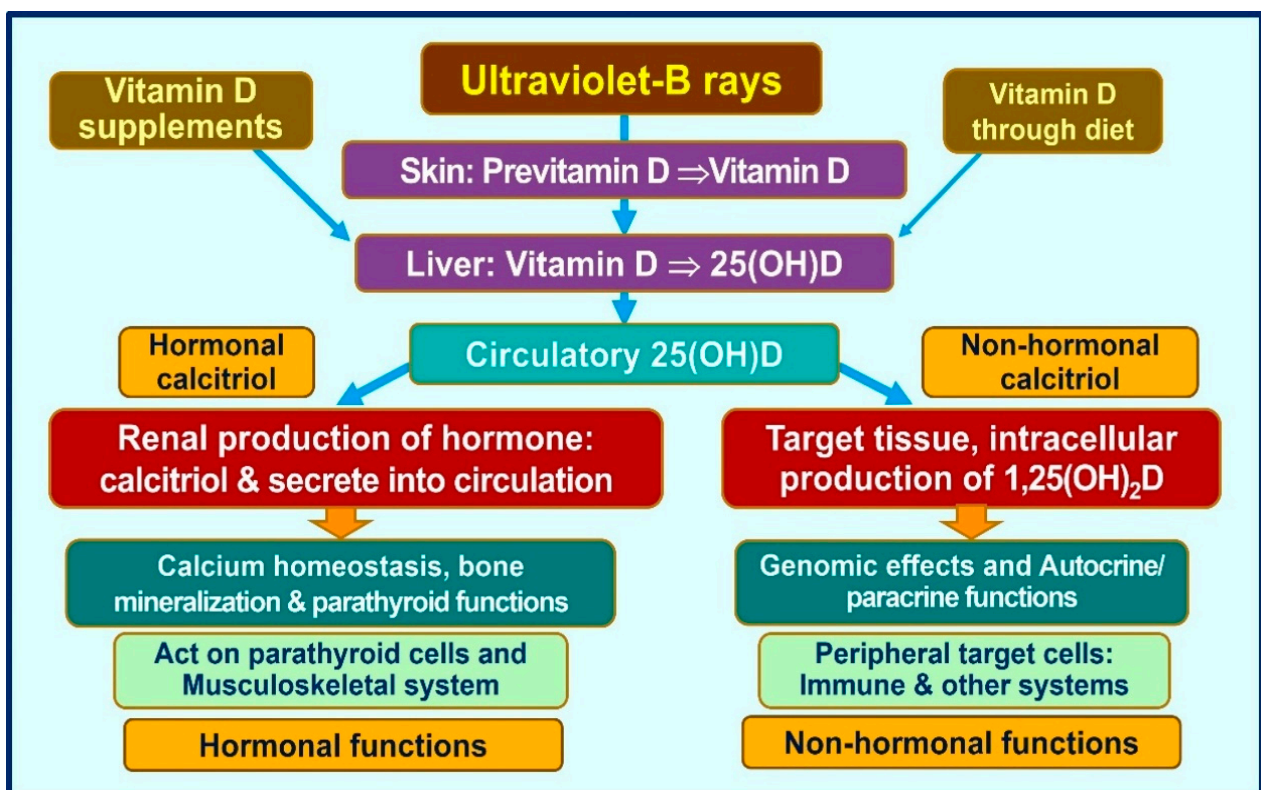 Ultraviolet-B rays
Vitamin D
supplements
Vitamin D
through diet
Skin: Previtamin D ⇒Vitamin D
Liver: Vitamin D ⇒ 25(OH)D
Circulatory 25(OH)D
Hormonal
calcitriol
Non-hormonal
calcitriol
Renal production of hormone:
calcitriol & secrete into circulation
Target tissue, intracellular
production of 1,25(OH)₂D
Calcium homeostasis, bone
mineralization & parathyroid functions
Genomic effects and Autocrine/
paracrine functions
Act on parathyroid cells and
Musculoskeletal system
Peripheral target cells:
Immune & other systems
Hormonal functions
Non-hormonal functions